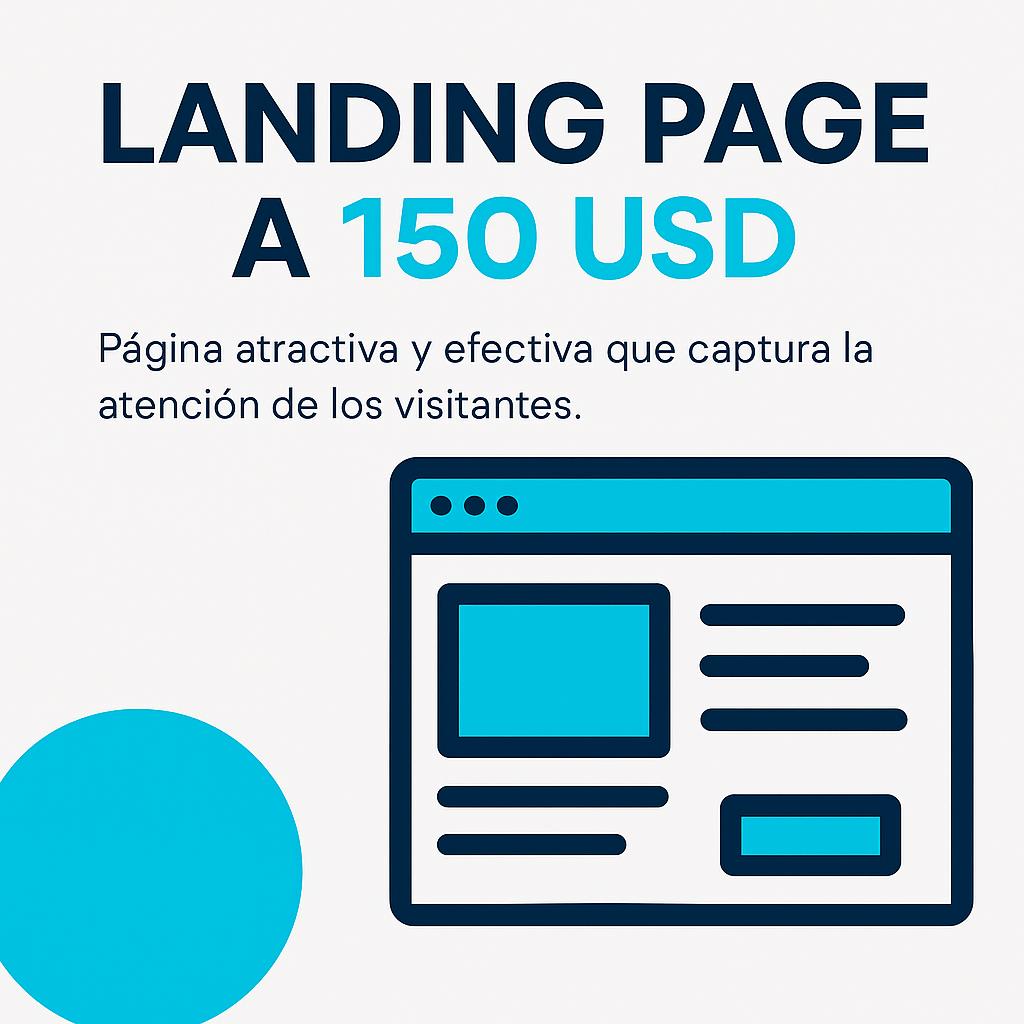 LANDING PAGE
A 150 USD
Página atractiva y efectiva que captura la
atención de los visitantes.